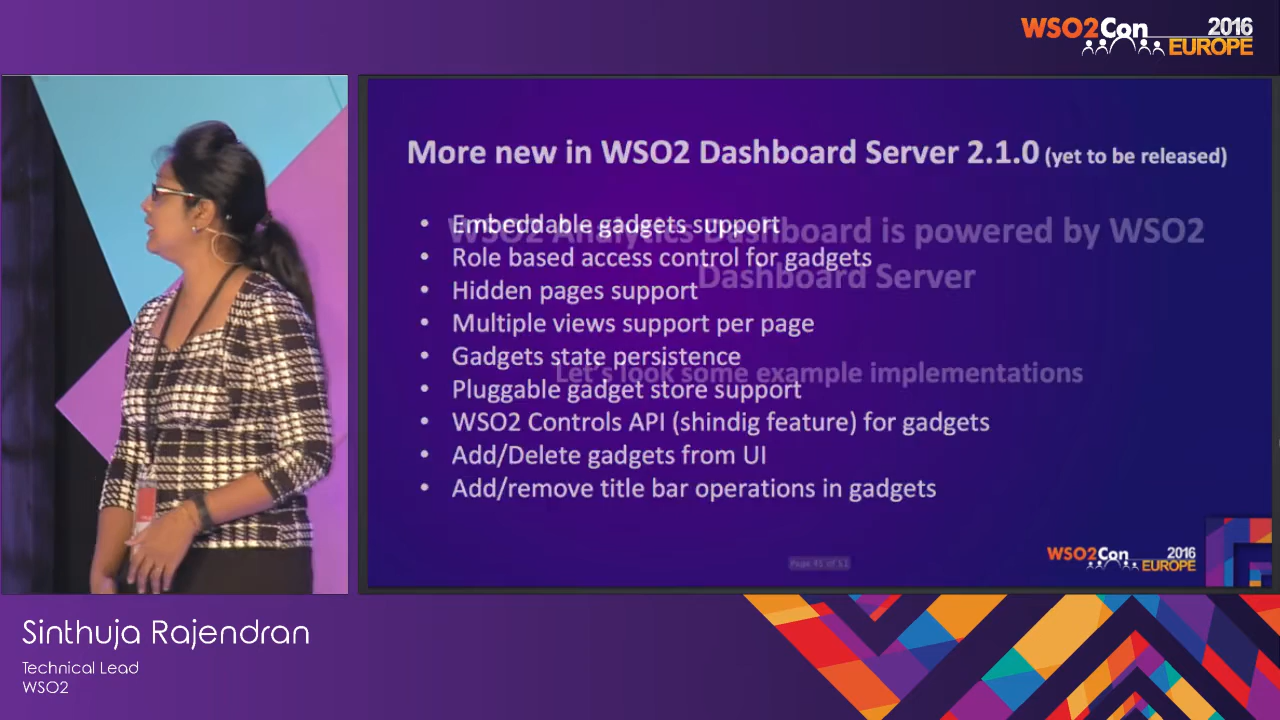 WSO2Con 2016
EUROPE
More new in WSO2 Dashboard Server 2.1.0 (yet to be released)
• Embeddable gadgets support
WSO2 Analytics Dashboard is powered by WSO2
• Role based access control for gadgets
Dashboard Server
• Hidden pages support
• Multiple views support per page
• Gadgets state persistence
Let's look some example implementations
• Pluggable gadget store support
• WSO2 Controls API (shindig feature) for gadgets
• Add/Delete gadgets from UI
• Add/remove title bar operations in gadgets
WSO2Con 2016
EUROPE
Page 41 of 51
Sinthuja Rajendran
Technical Lead
WSO2